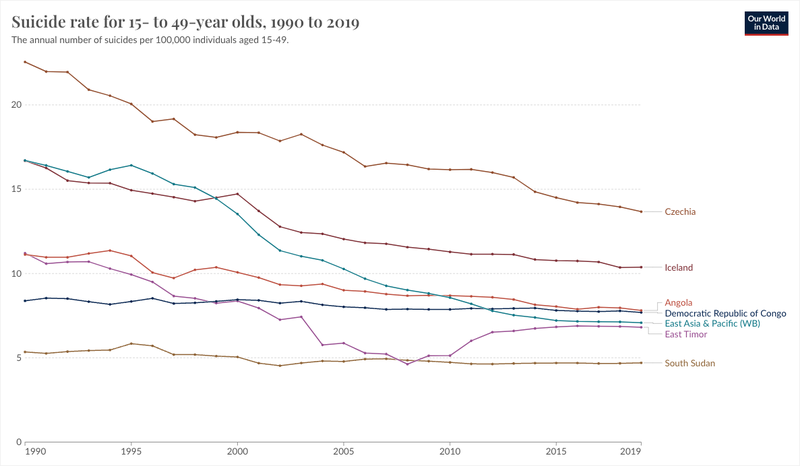 Suicide rate for 15- to 49-year olds, 1990 to 2019
Our World
in Data
The annual number of suicides per 100,000 individuals aged 15-49.
20
15
10
5
0
Czechia
Iceland
Angola
Democratic Republic of Congo
East Asia & Pacific (WB)
East Timor
South Sudan
1990
1995
2000
2005
2010
2015
2019